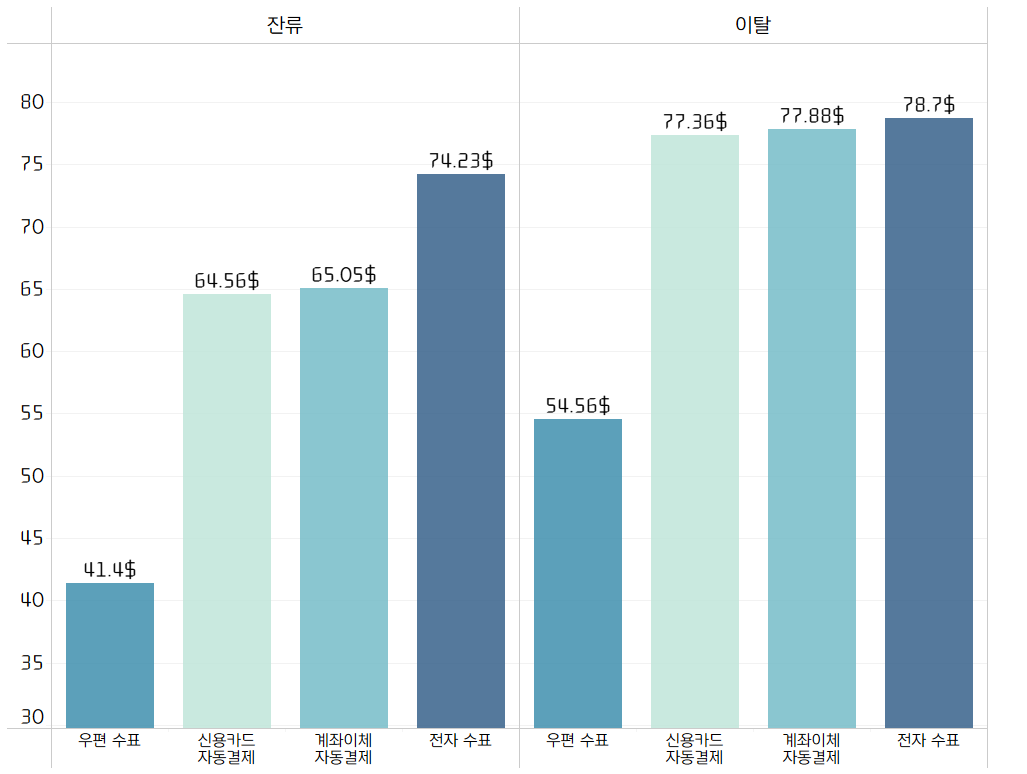 잔류
이탈
80
75
70
65
60
55
50
45
40
35
30
41.4$
64.56$
65.05$
74.23$
54.56$
77.36$
77.88$
78.7$
우편 수표
신용카드
자동결제
계좌이체
자동결제
전자 수표
우편 수표
신용카드
자동결제
계좌이체
자동결제
전자 수표